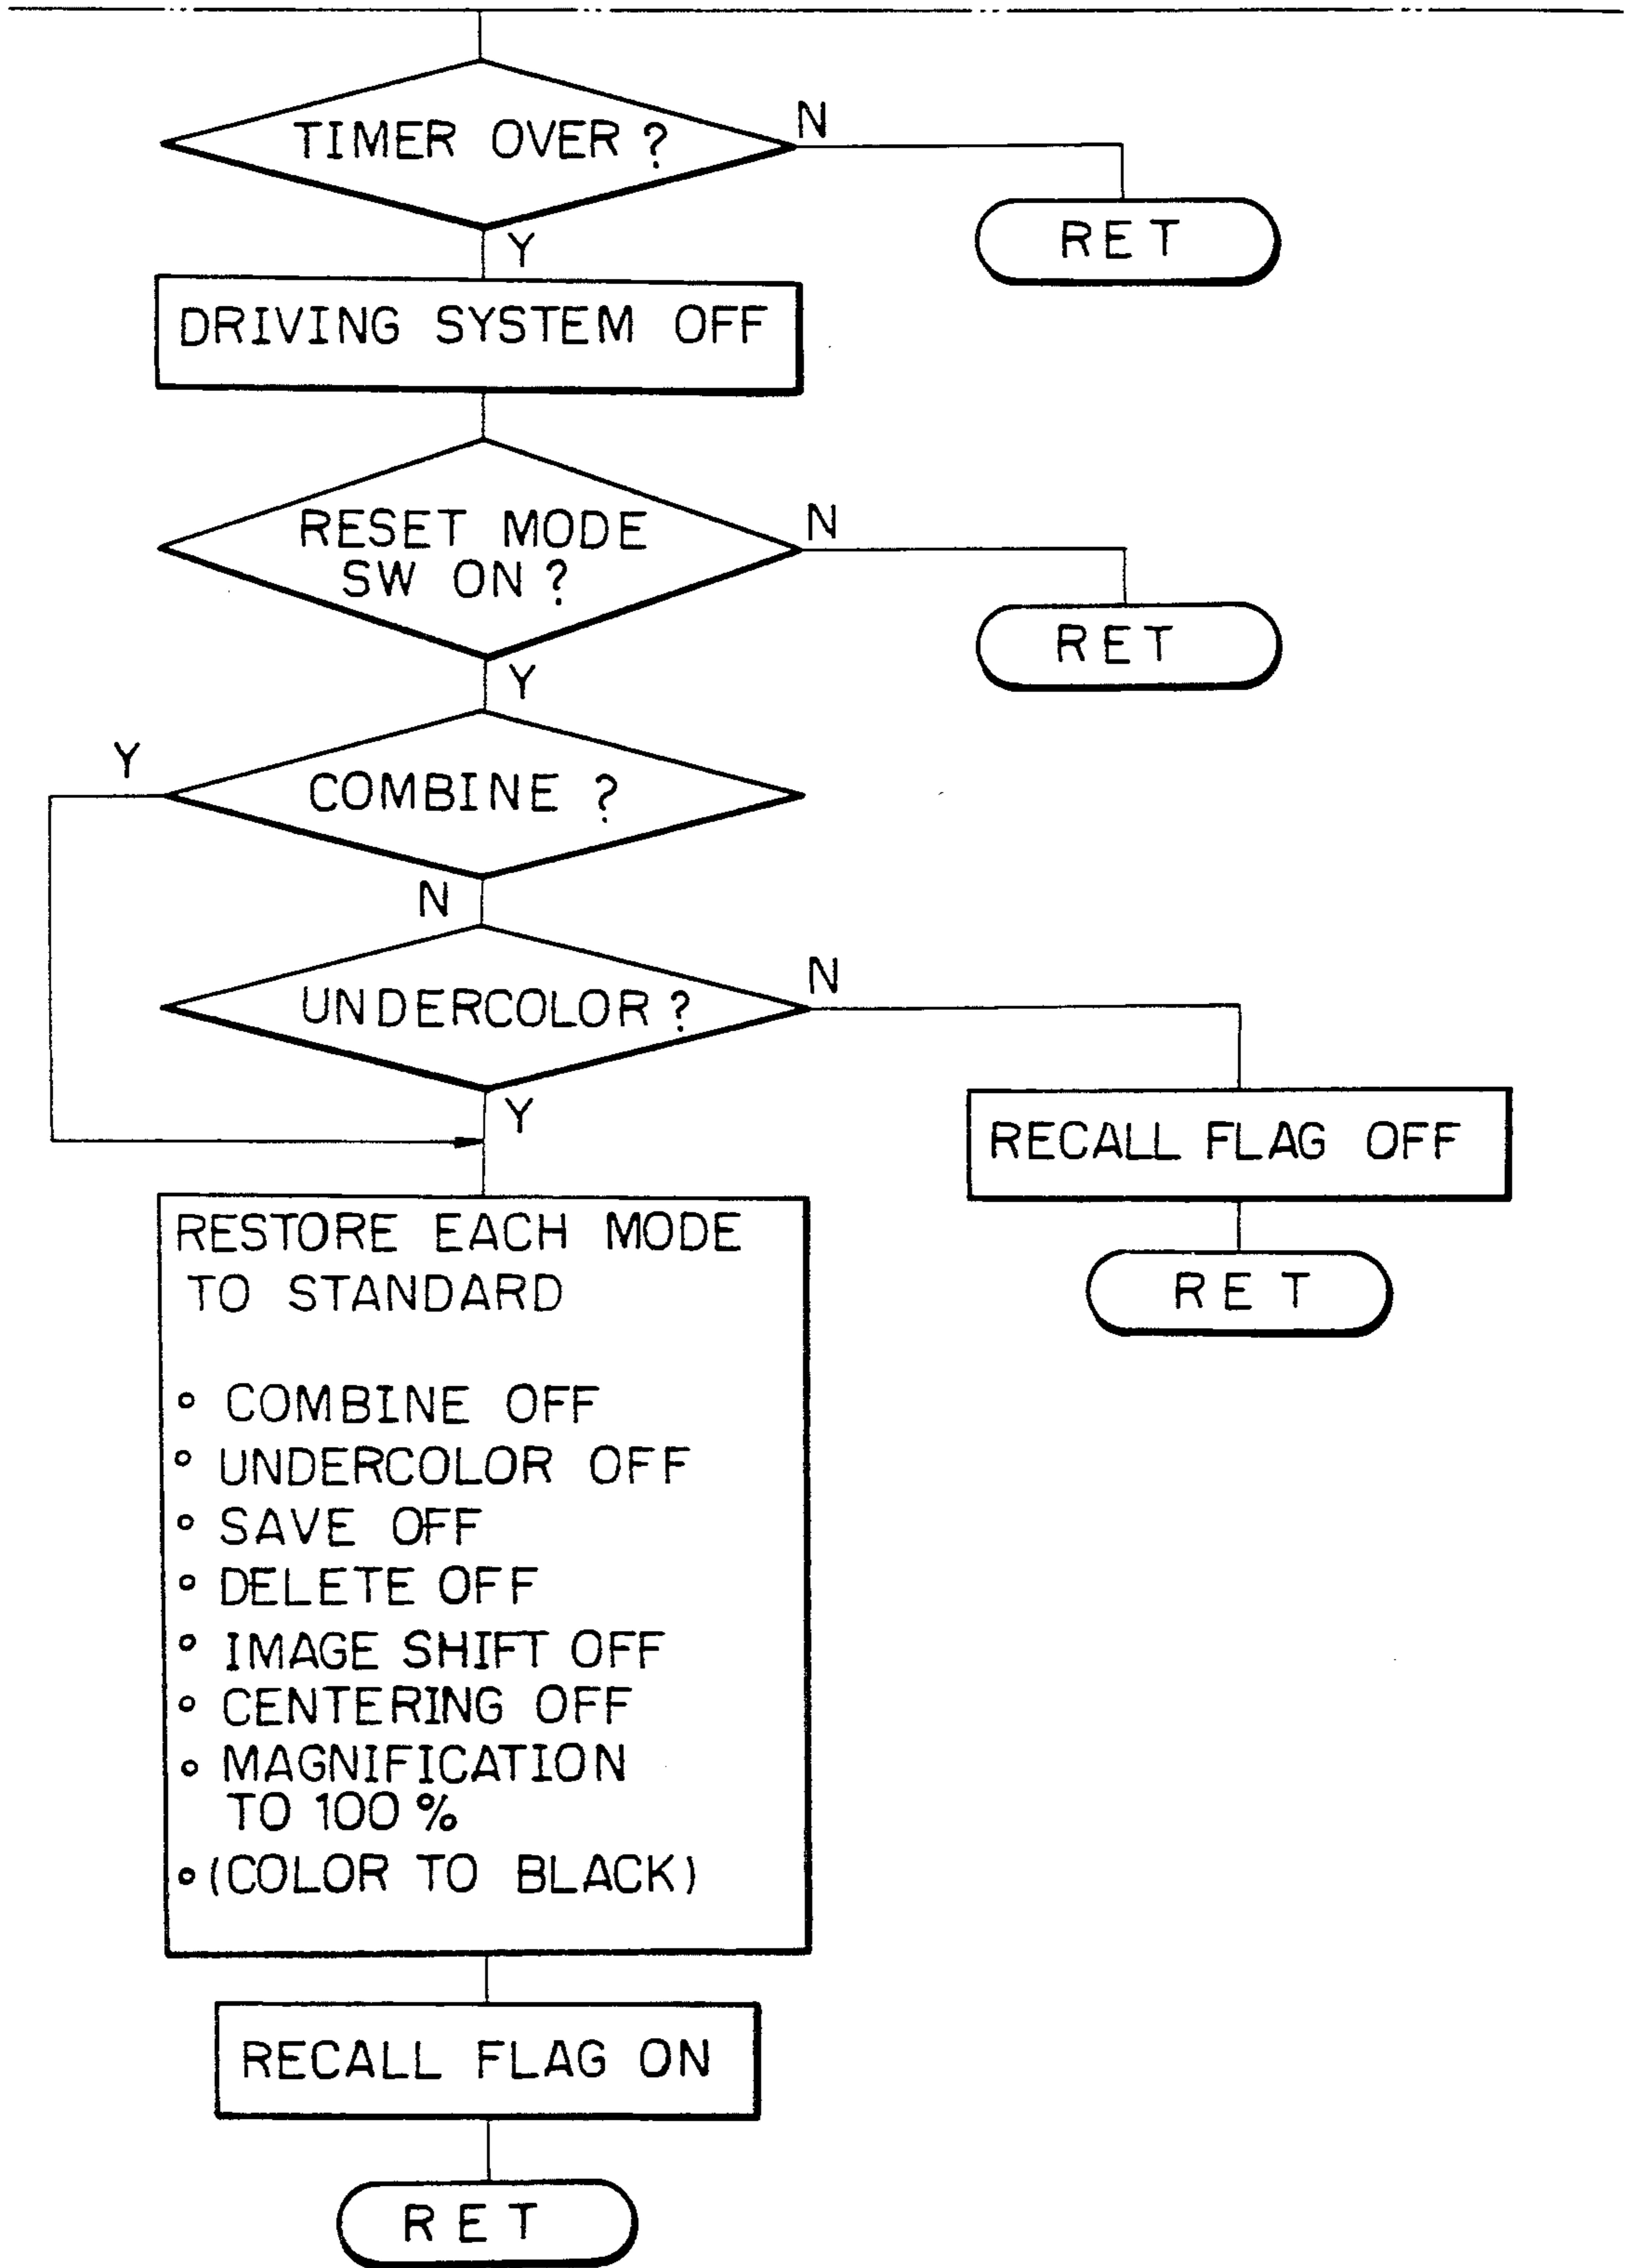 TIMER OVER ?
N
RET
Y
DRIVING SYSTEM OFF
RESET MODE
SW ON ?
N
RET
Y
Y
COMBINE ?
N
UNDERCOLOR ?
N
Y
RECALL FLAG OFF
RET
RESTORE EACH MODE
TO STANDARD
° COMBINE OFF
° UNDERCOLOR OFF
° SAVE OFF
° DELETE OFF
° IMAGE SHIFT OFF
° CENTERING OFF
° MAGNIFICATION
TO 100 %
° (COLOR TO BLACK)
RECALL FLAG ON
RET